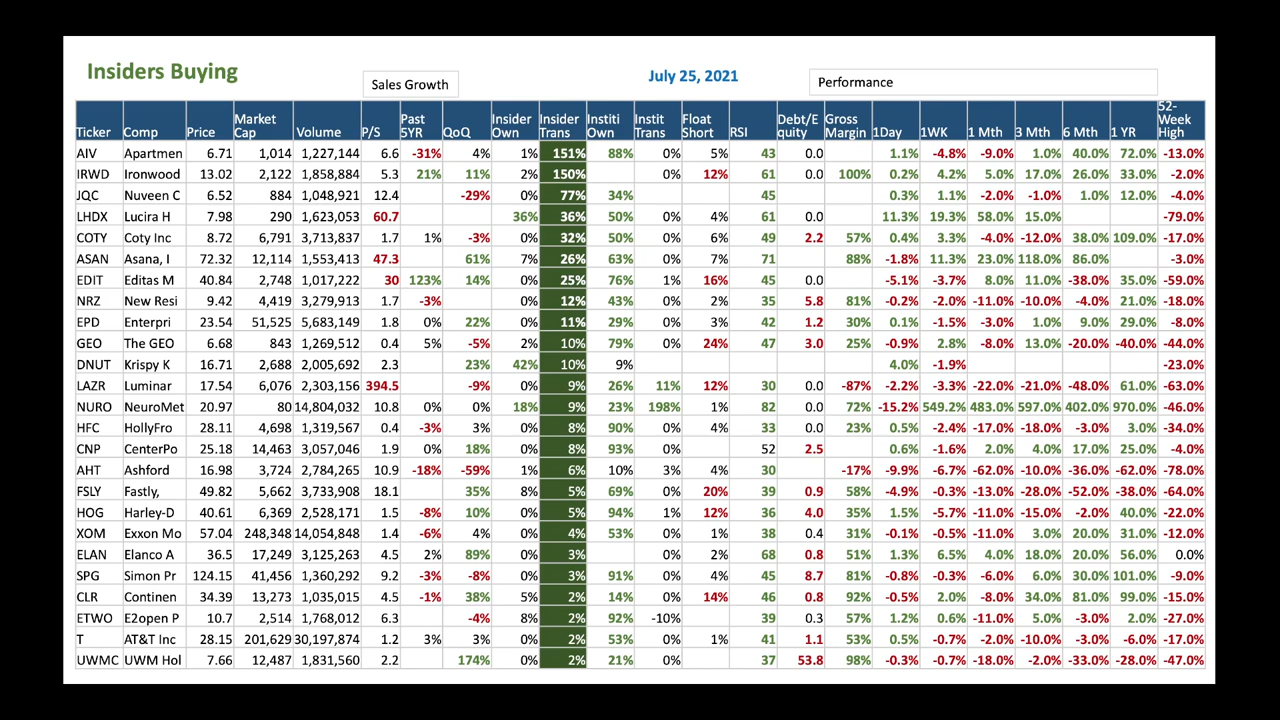 Insiders Buying
July 25, 2021
Sales Growth
Performance
Ticker Comp Price Market Cap Volume P/S Past 5YR QoQ Insider Own Insider Trans Institi Own Instit Trans Float Short RSI Debt/E quity Gross Margin 1Day 1WK 1 Mth 3 Mth 6 Mth 1 YR 52-Week High
AIV Apartmen 6.71 1,014 1,227,144 6.6 -31% 4% 1% 151% 88% 0% 5% 43 0.0 1.1% -4.8% -9.0% 1.0% 40.0% 72.0% -13.0%
IRWD Ironwood 13.02 2,122 1,858,884 5.3 21% 11% 2% 150% 0% 12% 61 0.0 100% 0.2% 4.2% 5.0% 17.0% 26.0% 33.0% -2.0%
JQC Nuveen C 6.52 884 1,048,921 12.4 -29% 0% 77% 34% 45 0.3% 1.1% -2.0% -1.0% 1.0% 12.0% -4.0%
LHDX Lucira H 7.98 290 1,623,053 60.7 36% 36% 50% 0% 4% 61 0.0 11.3% 19.3% 58.0% 15.0% -79.0%
COTY Coty Inc 8.72 6,791 3,713,837 1.7 1% -3% 0% 32% 50% 0% 6% 49 2.2 57% 0.4% 3.3% -4.0% -12.0% 38.0% 109.0% -17.0%
ASAN Asana, I 72.32 12,114 1,553,413 47.3 61% 7% 26% 63% 0% 7% 71 88% -1.8% 11.3% 23.0% 118.0% 86.0% -3.0%
EDIT Editas M 40.84 2,748 1,017,222 30 123% 14% 0% 25% 76% 1% 16% 45 0.0 -5.1% -3.7% 8.0% 11.0% -38.0% 35.0% -59.0%
NRZ New Resi 9.42 4,419 3,279,913 1.7 -3% 0% 12% 43% 0% 2% 35 5.8 81% -0.2% -2.0% -11.0% -10.0% -4.0% 21.0% -18.0%
EPD Enterpri 23.54 51,525 5,683,149 1.8 0% 22% 0% 11% 29% 0% 3% 42 1.2 30% 0.1% -1.5% -3.0% 1.0% 9.0% 29.0% -8.0%
GEO The GEO 6.68 843 1,269,512 0.4 5% -5% 2% 10% 79% 0% 24% 47 3.0 25% -0.9% 2.8% -8.0% 13.0% -20.0% -40.0% -44.0%
DNUT Krispy K 16.71 2,688 2,005,692 2.3 23% 42% 10% 9% 4.0% -1.9% -23.0%
LAZR Luminar 17.54 6,076 2,303,156 394.5 -9% 0% 9% 26% 11% 12% 30 0.0 -87% -2.2% -3.3% -22.0% -21.0% -48.0% 61.0% -63.0%
NURO NeuroMet 20.97 80 14,804,032 10.8 0% 0% 18% 9% 23% 198% 1% 82 0.0 72% -15.2% 549.2% 483.0% 597.0% 402.0% 970.0% -46.0%
HFC HollyFro 28.11 4,698 1,319,567 0.4 -3% 3% 0% 8% 90% 0% 4% 33 0.0 23% 0.5% -2.4% -17.0% -18.0% -3.0% 3.0% -34.0%
CNP CenterPo 25.18 14,463 3,057,046 1.9 0% 18% 0% 8% 93% 0% 52 2.5 0.6% -1.6% 2.0% 4.0% 17.0% 25.0% -4.0%
AHT Ashford 16.98 3,724 2,784,265 10.9 -18% -59% 1% 6% 10% 3% 4% 30 -17% -9.9% -6.7% -62.0% -10.0% -36.0% -62.0% -78.0%
FSLY Fastly, 49.82 5,662 3,733,908 18.1 35% 8% 5% 69% 0% 20% 39 0.9 58% -4.9% -0.3% -13.0% -28.0% -52.0% -38.0% -64.0%
HOG Harley-D 40.61 6,369 2,528,171 1.5 -8% 10% 0% 5% 94% 1% 12% 36 4.0 35% 1.5% -5.7% -11.0% -15.0% -2.0% 40.0% -22.0%
XOM Exxon Mo 57.04 248,348 14,054,848 1.4 -6% 4% 0% 4% 53% 0% 1% 38 0.4 31% -0.1% -0.5% -11.0% 3.0% 20.0% 31.0% -12.0%
ELAN Elanco A 36.5 17,249 3,125,263 4.5 2% 89% 0% 3% 0% 2% 68 0.8 51% 1.3% 6.5% 4.0% 18.0% 20.0% 56.0% 0.0%
SPG Simon Pr 124.15 41,456 1,360,292 9.2 -3% -8% 0% 3% 91% 0% 4% 45 8.7 81% -0.8% -0.3% -6.0% 6.0% 30.0% 101.0% -9.0%
CLR Continen 34.39 13,273 1,035,015 4.5 -1% 38% 5% 2% 14% 0% 14% 46 0.8 92% -0.5% 2.0% -8.0% 34.0% 81.0% 99.0% -15.0%
ETWO E2open P 10.7 2,514 1,768,012 6.3 -4% 8% 2% 92% -10% 39 0.3 57% 1.2% 0.6% -11.0% 5.0% -3.0% 2.0% -27.0%
T AT&T Inc 28.15 201,629 30,197,874 1.2 3% 3% 0% 2% 53% 0% 1% 41 1.1 53% 0.5% -0.7% -2.0% -10.0% -3.0% -6.0% -17.0%
UWMC UWM Hol 7.66 12,487 1,831,560 2.2 174% 0% 2% 21% 0% 37 53.8 98% -0.3% -0.7% -18.0% -2.0% -33.0% -28.0% -47.0%